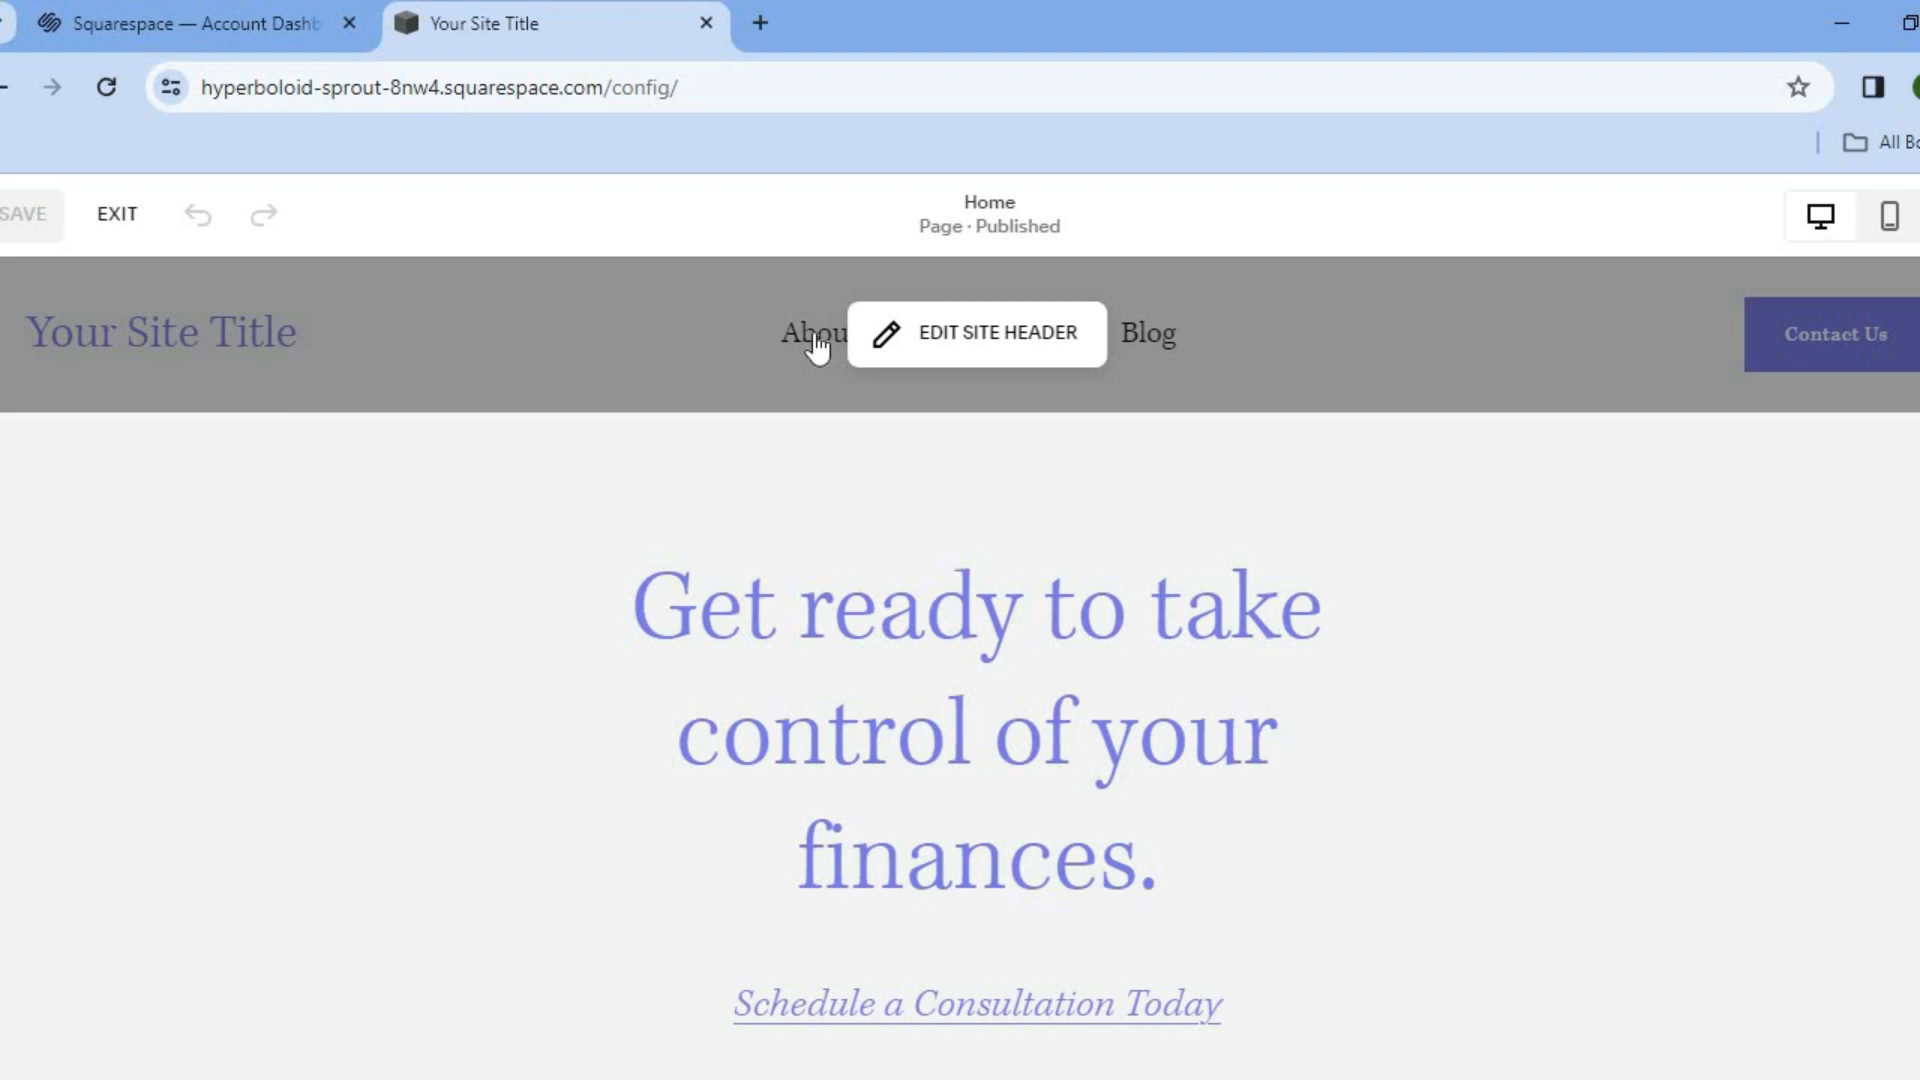 Squarespace — Account Dashb
Your Site Title
hyperboloid-sprout-8nw4.squarespace.com/config/
All Bo
SAVE
EXIT
Home
Page · Published
Your Site Title
Abou
EDIT SITE HEADER
Blog
Contact Us
Get ready to take
control of your
finances.
Schedule a Consultation Today